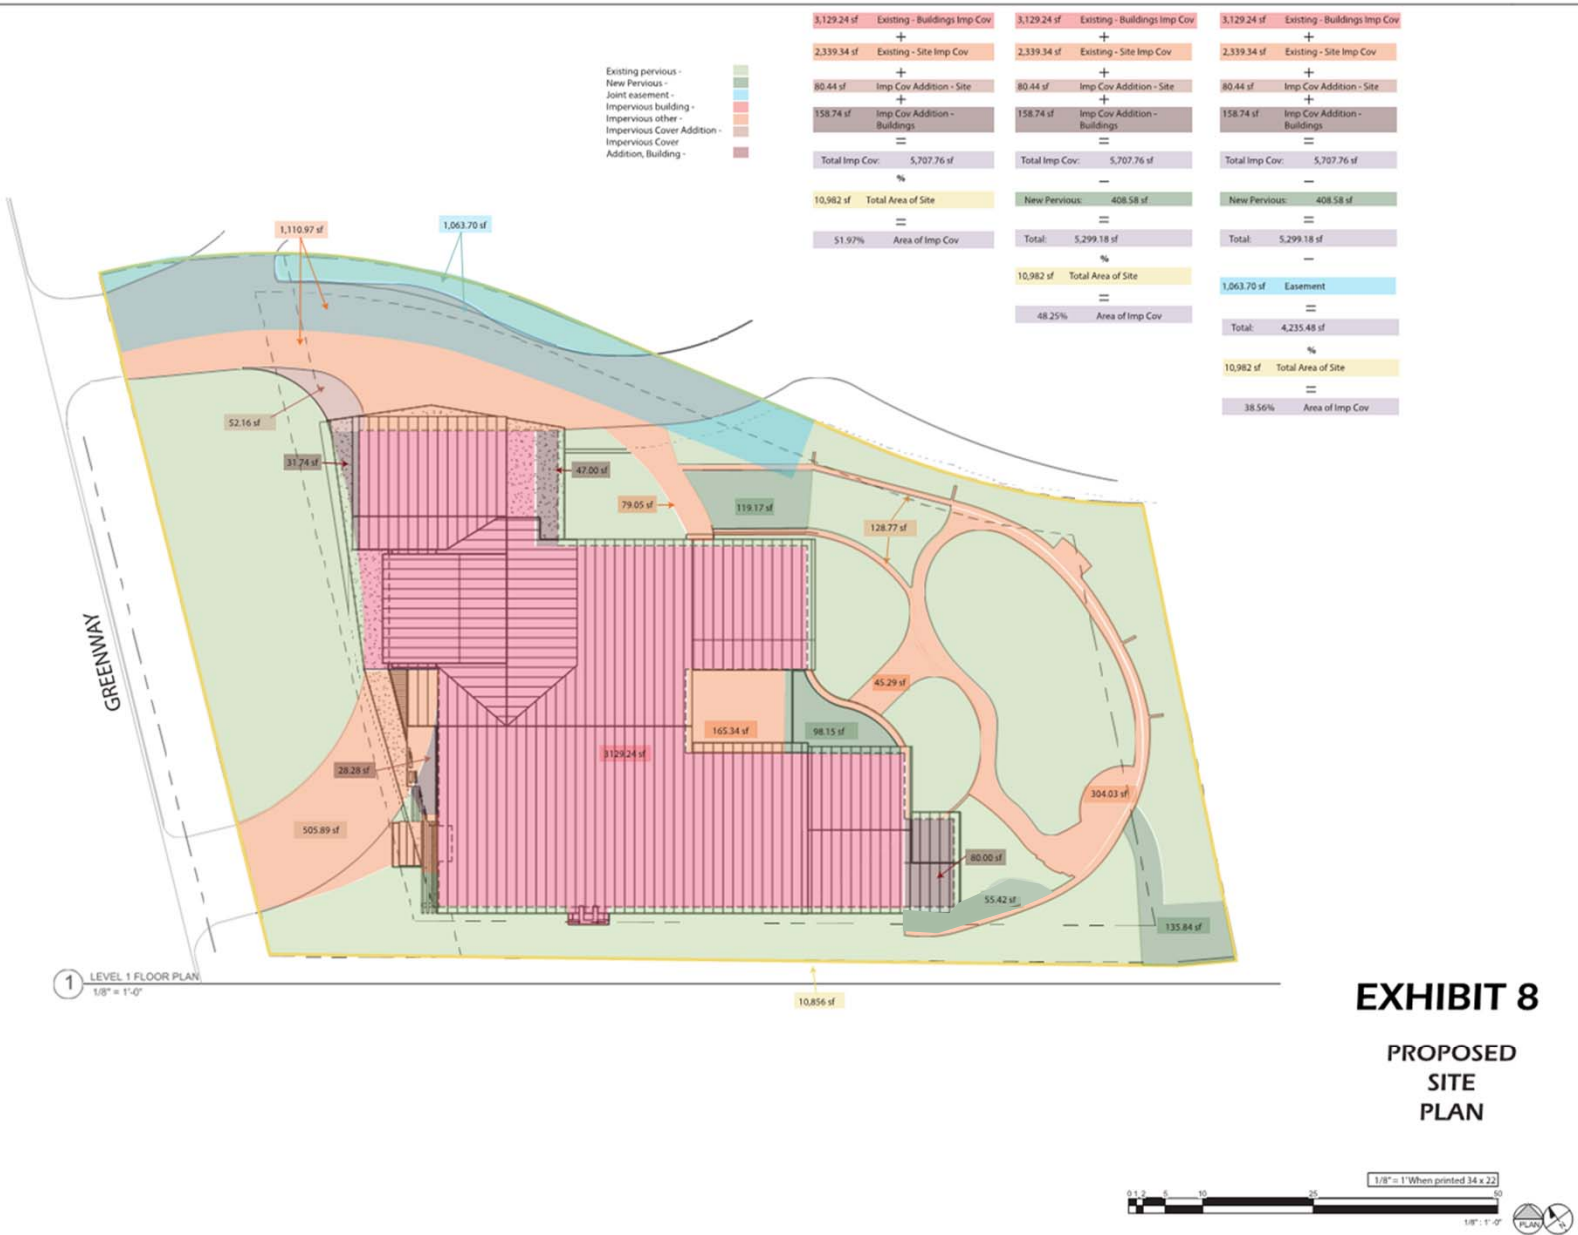 3,129.24 sf Existing - Buildings Imp Cov
+
2,339.34 sf Existing - Site Imp Cov
+
80.44 sf Imp Cov Addition - Site
+
158.74 sf Imp Cov Addition -
Buildings
=
Total Imp Cov: 5,707.76 sf
%
10,982 sf Total Area of Site
=
51.97% Area of Imp Cov
3,129.24 sf Existing - Buildings Imp Cov
+
2,339.34 sf Existing - Site Imp Cov
+
80.44 sf Imp Cov Addition - Site
+
158.74 sf Imp Cov Addition -
Buildings
=
Total Imp Cov: 5,707.76 sf
–
New Pervious: 408.58 sf
=
Total: 5,299.18 sf
%
10,982 sf Total Area of Site
=
48.25% Area of Imp Cov
3,129.24 sf Existing - Buildings Imp Cov
+
2,339.34 sf Existing - Site Imp Cov
+
80.44 sf Imp Cov Addition - Site
+
158.74 sf Imp Cov Addition -
Buildings
=
Total Imp Cov: 5,707.76 sf
–
New Pervious: 408.58 sf
=
Total: 5,299.18 sf
–
1,063.70 sf Easement
=
Total: 4,235.48 sf
%
10,982 sf Total Area of Site
=
38.56% Area of Imp Cov
Existing pervious -
New Pervious -
Joint easement -
Impervious building -
Impervious other -
Impervious Cover Addition -
Impervious Cover
Addition, Building -
1,110.97 sf
1,063.70 sf
52.16 sf
31.74 sf
47.00 sf
79.05 sf
119.17 sf
128.77 sf
GREENWAY
45.29 sf
165.34 sf
98.15 sf
3129.24 sf
28.28 sf
304.03 sf
505.89 sf
80.00 sf
55.42 sf
135.84 sf
1 LEVEL 1 FLOOR PLAN
1/8" = 1'-0"
10,856 sf
EXHIBIT 8
PROPOSED
SITE
PLAN
1/8" = 1' When printed 34 x 22
0 1 2 5 10 25 50
1/8" : 1' -0"
PLAN
N